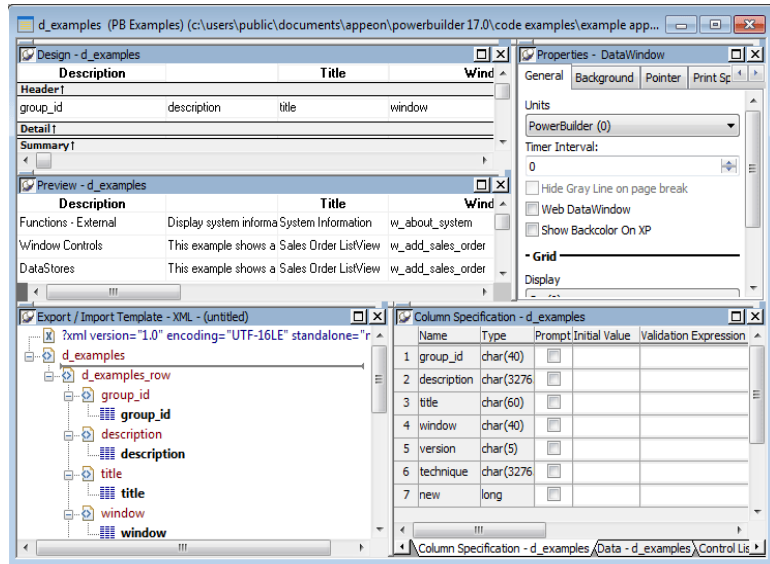 d_examples (PB Examples) (c:\users\public\documents\appeon\powerbuilder 17.0\code examples\example app...
Design - d_examples
Description Title Wind
Header↑
group_id description title window
Detail↑
Summary↑
Properties - DataWindow
General Background Pointer Print Sp
Units
PowerBuilder (0)
Timer Interval:
0
Hide Gray Line on page break
Web DataWindow
Show Backcolor On XP
- Grid
Display
Preview - d_examples
Description Title Wind
Functions - External Display system informa System Information w_about_system
Window Controls This example shows a Sales Order ListView w_add_sales_order
DataStores This example shows a Sales Order ListView w_add_sales_order
Export / Import Template - XML - (untitled)
?xml version="1.0" encoding="UTF-16LE" standalone="r
d_examples
d_examples_row
group_id
group_id
description
description
title
title
window
window
Column Specification - d_examples
Name Type Prompt Initial Value Validation Expression
1 group_id char(40)
2 description char(3276
3 title char(60)
4 window char(40)
5 version char(5)
6 technique char(3276
7 new long
Column Specification - d_examples Data - d_examples Control Lis